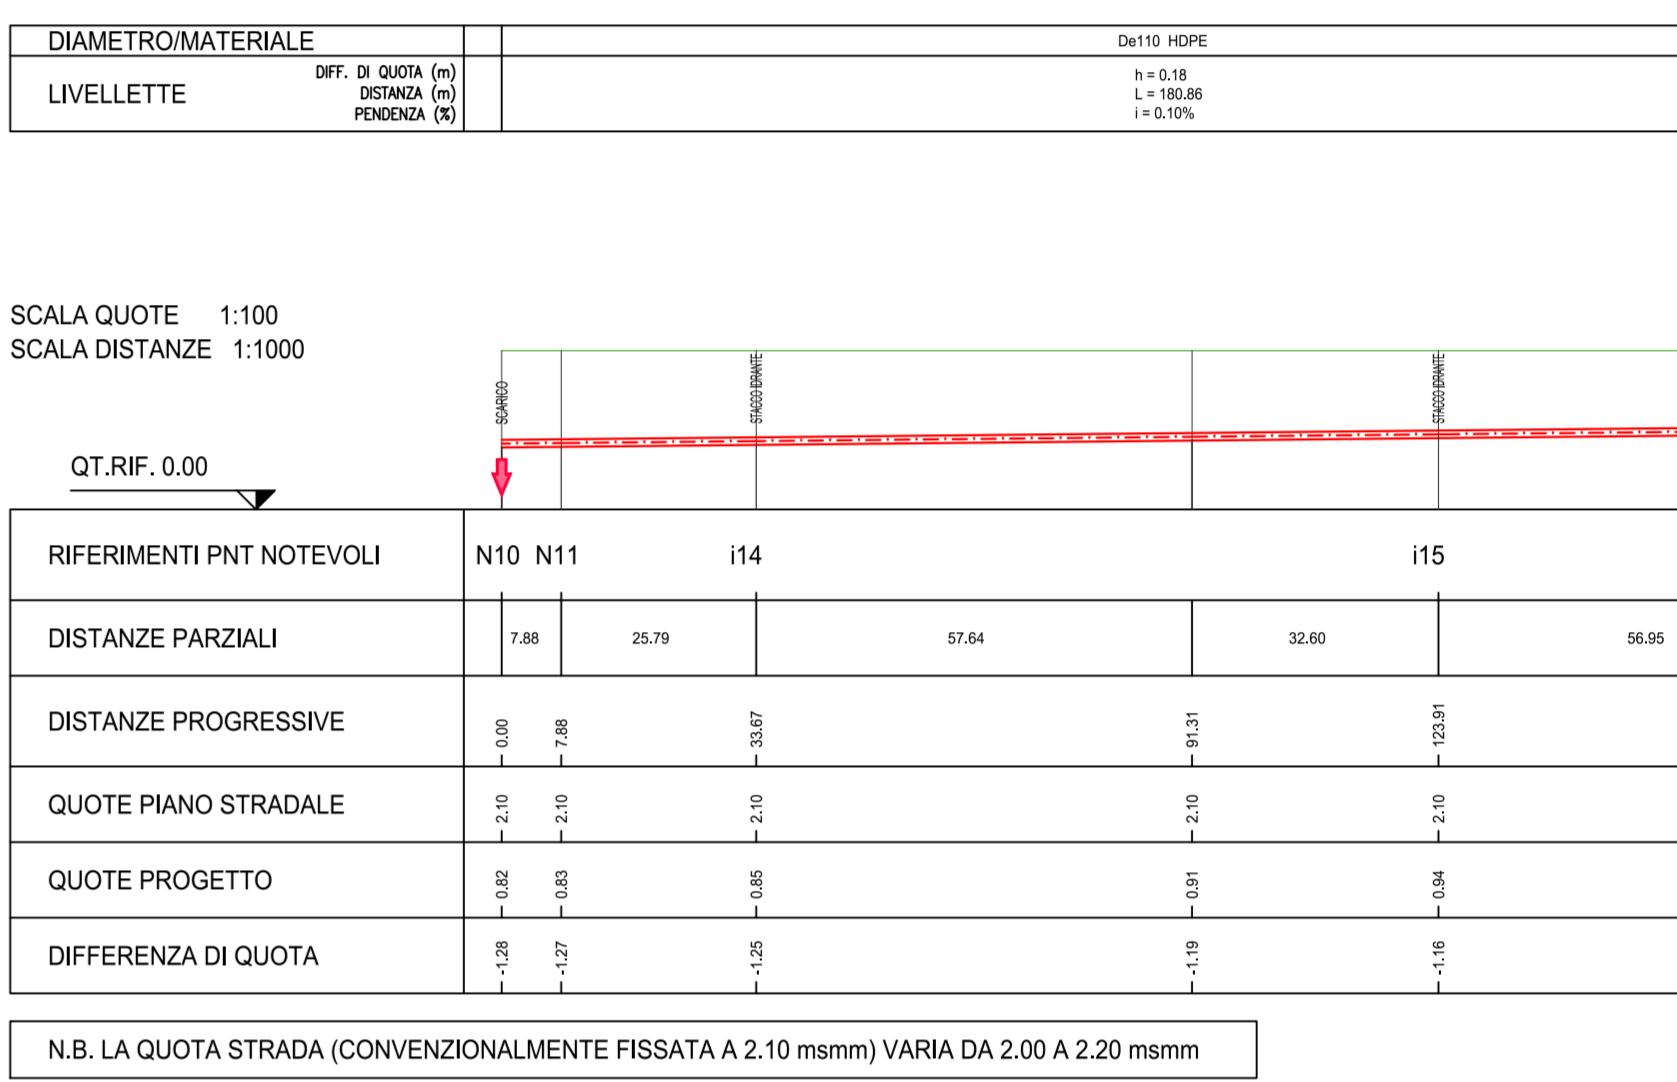 DIAMETRO/MATERIALE De110 HDPE
LIVELLETTE
DIFF. DI QUOTA (m) h = 0.18
DISTANZA (m) L = 180.86
PENDENZA (%) i = 0.10%
SCALA QUOTE 1:100
SCALA DISTANZE 1:1000
SCARICO
STACCO IDRANTE
STACCO IDRANTE
QT.RIF. 0.00
RIFERIMENTI PNT NOTEVOLI N10 N11 i14 i15
DISTANZE PARZIALI 7.88 25.79 57.64 32.60 56.95
DISTANZE PROGRESSIVE 0.00 7.88 33.67 91.31 123.91
QUOTE PIANO STRADALE 2.10 2.10 2.10 2.10 2.10
QUOTE PROGETTO 0.82 0.83 0.85 0.91 0.94
DIFFERENZA DI QUOTA -1.28 -1.27 -1.25 -1.19 -1.16
N.B. LA QUOTA STRADA (CONVENZIONALMENTE FISSATA A 2.10 msmm) VARIA DA 2.00 A 2.20 msmm